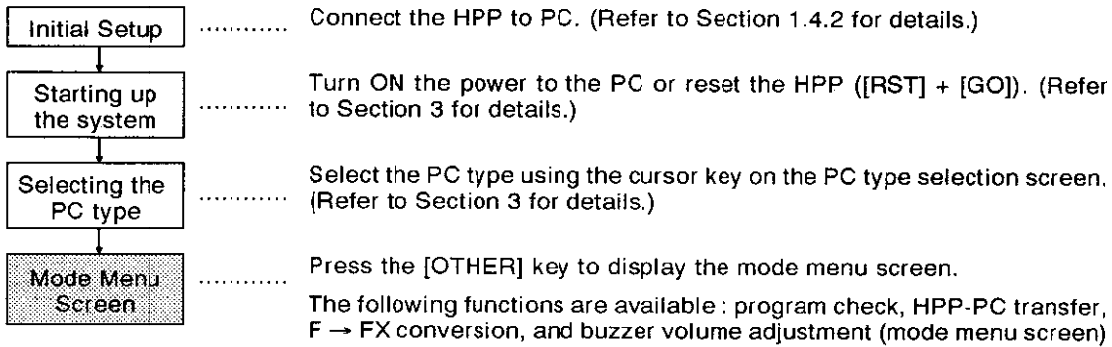 Initial Setup ............ Connect the HPP to PC. (Refer to Section 1.4.2 for details.)
Starting up
the system
............ Turn ON the power to the PC or reset the HPP ([RST] + [GO]). (Refer
to Section 3 for details.)
Selecting the
PC type
............ Select the PC type using the cursor key on the PC type selection screen.
(Refer to Section 3 for details.)
Mode Menu
Screen
............ Press the [OTHER] key to display the mode menu screen.
The following functions are available : program check, HPP-PC transfer,
F → FX conversion, and buzzer volume adjustment (mode menu screen)